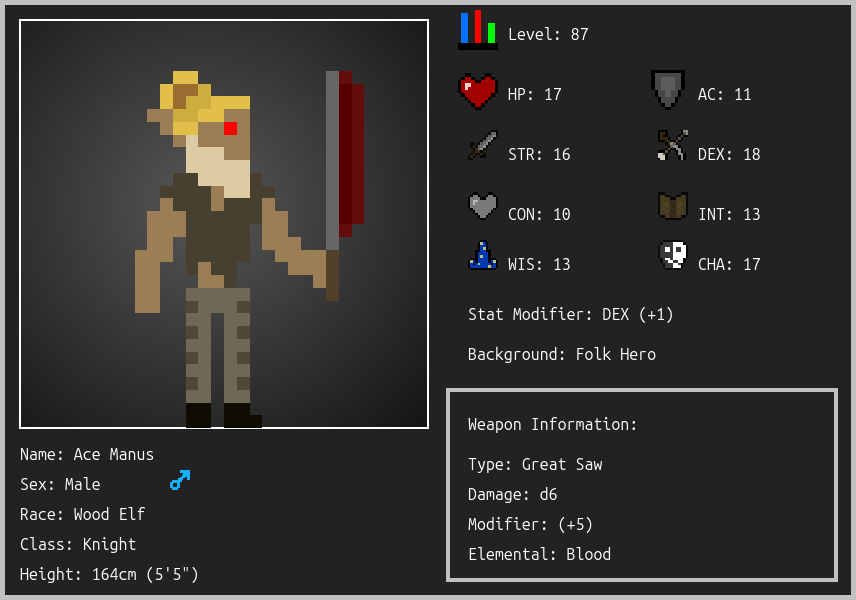 Level: 87
HP: 17
AC: 11
STR: 16
DEX: 18
CON: 10
INT: 13
WIS: 13
CHA: 17
Stat Modifier: DEX (+1)
Background: Folk Hero
Weapon Information:
Type: Great Saw
Damage: d6
Modifier: (+5)
Elemental: Blood
Name: Ace Manus
Sex: Male
Race: Wood Elf
Class: Knight
Height: 164cm (5'5")